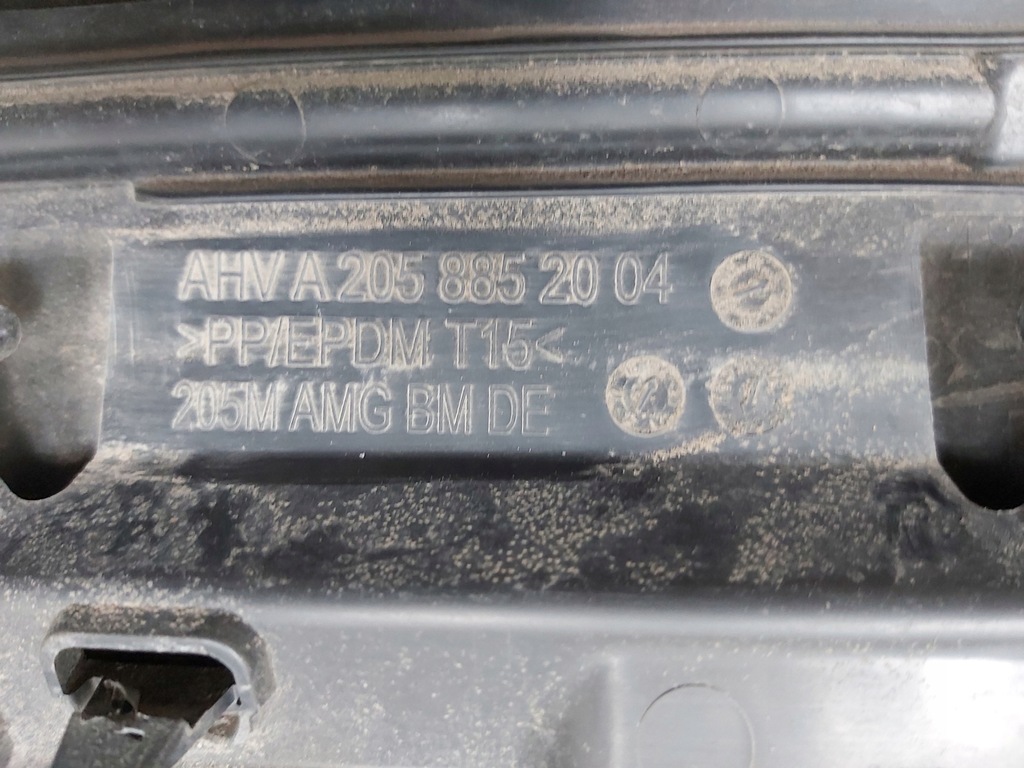 AHV A 205 885 20 04
>PP/EPDM T15<
205M AMG BM DE